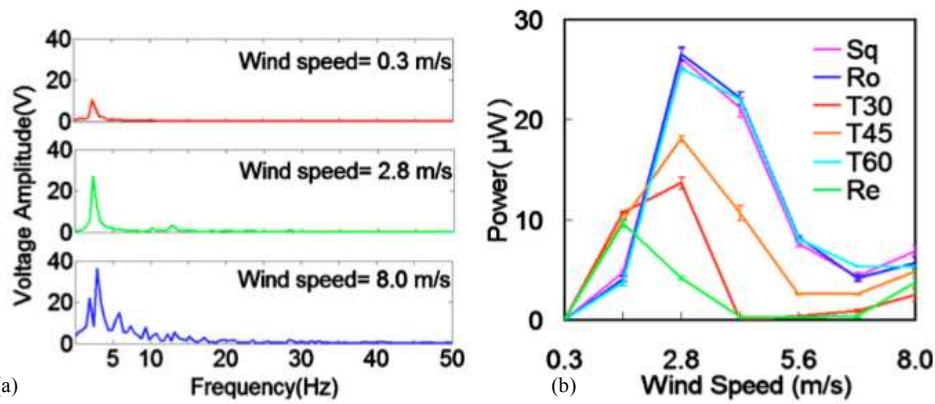 40
20
0
Wind speed= 0.3 m/s
40
20
0
Wind speed= 2.8 m/s
40
20
0
Wind speed= 8.0 m/s
Voltage Amplitude(V)
5 10 20 30 40 50
Frequency(Hz)
(a)
30
20
10
0
Power( μW)
Sq
Ro
T30
T45
T60
Re
0.3 2.8 5.6 8.0
Wind Speed (m/s)
(b)